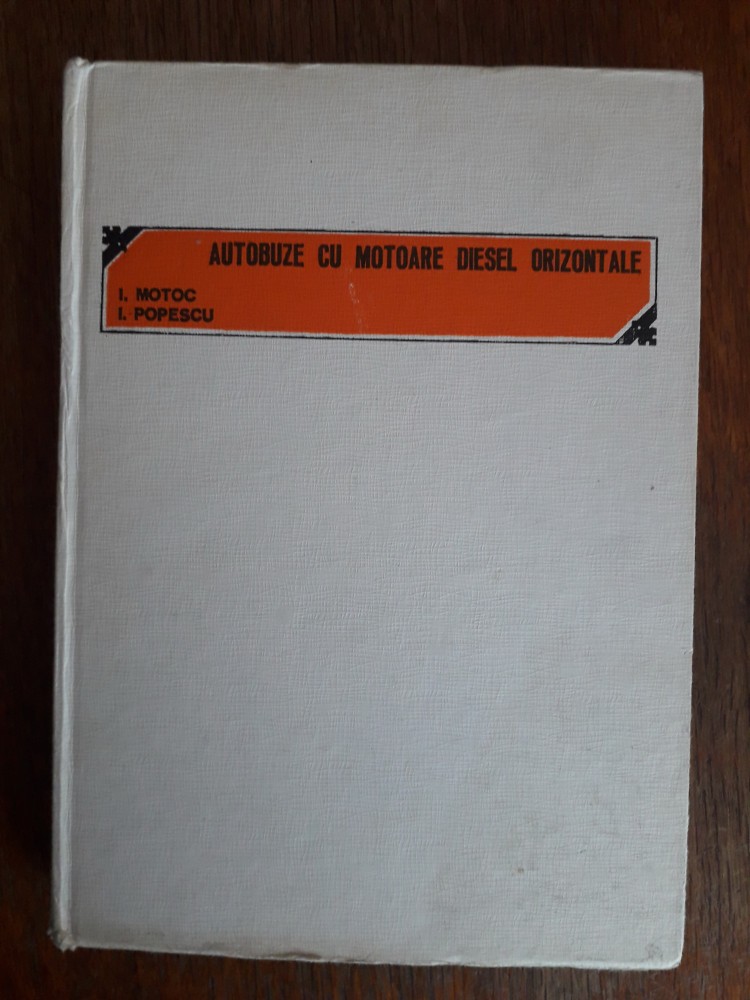 AUTOBUZE CU MOTOARE DIESEL ORIZONTALE
I. MOTOC
I. POPESCU